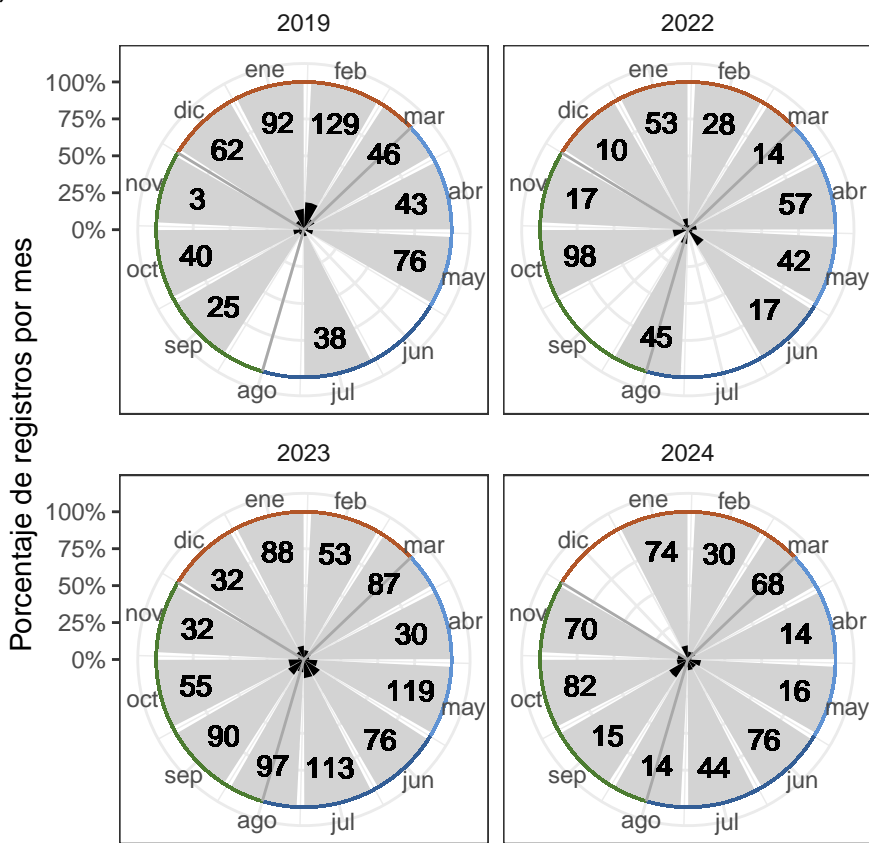 2019
2022
Porcentaje de registros por mes
100%
75%
50%
25%
0%
ene
feb
mar
abr
may
jun
jul
ago
sep
oct
nov
dic
92
129
46
43
76
38
25
40
3
62
ene
feb
mar
abr
may
jun
jul
ago
sep
oct
nov
dic
53
28
14
57
42
17
45
98
17
10
2023
2024
100%
75%
50%
25%
0%
ene
feb
mar
abr
may
jun
jul
ago
sep
oct
nov
dic
88
53
87
30
119
76
113
97
90
55
32
32
ene
feb
mar
abr
may
jun
jul
ago
sep
oct
nov
dic
74
30
68
14
16
76
44
14
15
82
70